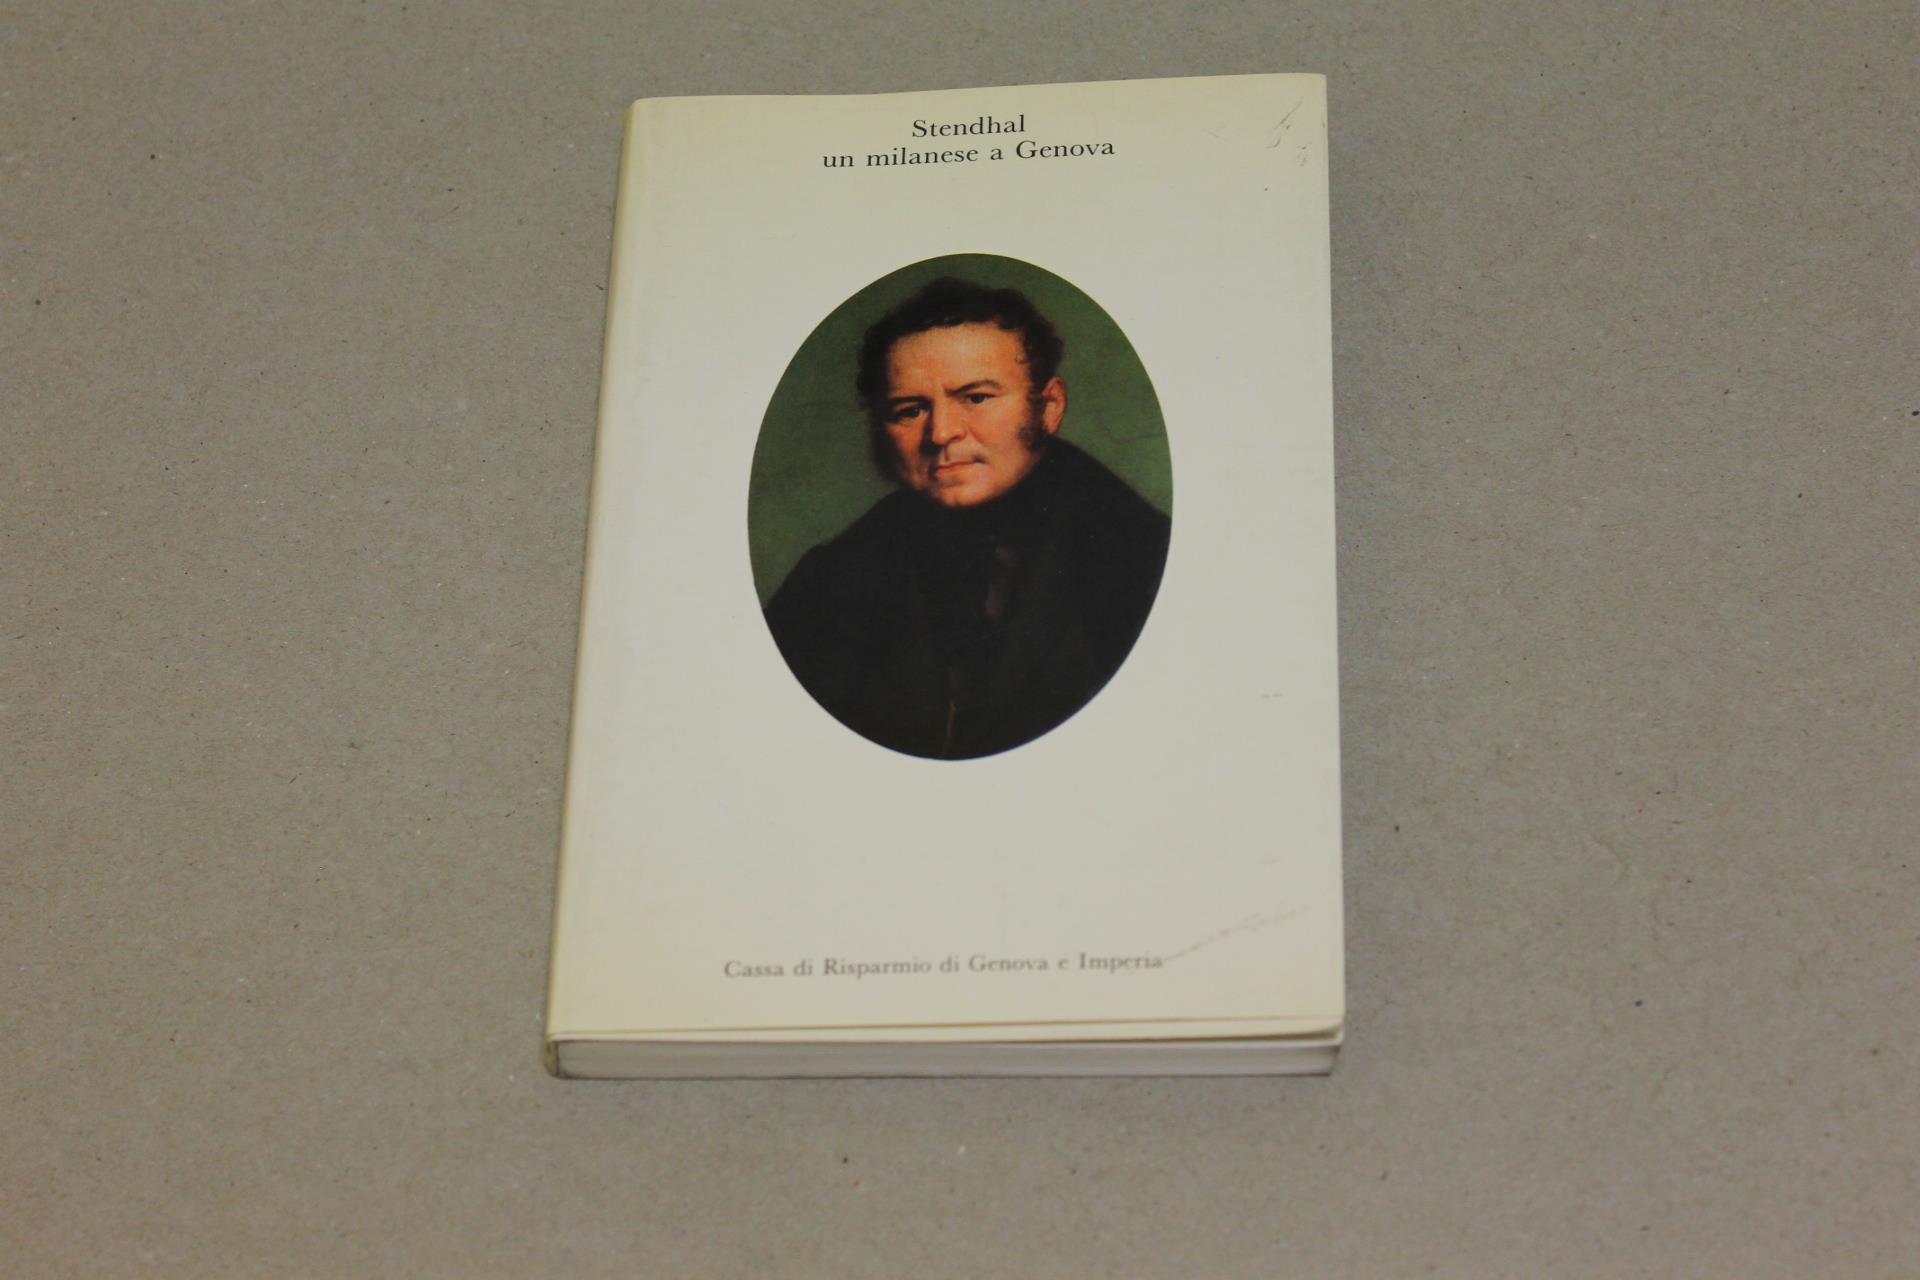 Stendhal
un milanese a Genova
Cassa di Risparmio di Genova e Imperia